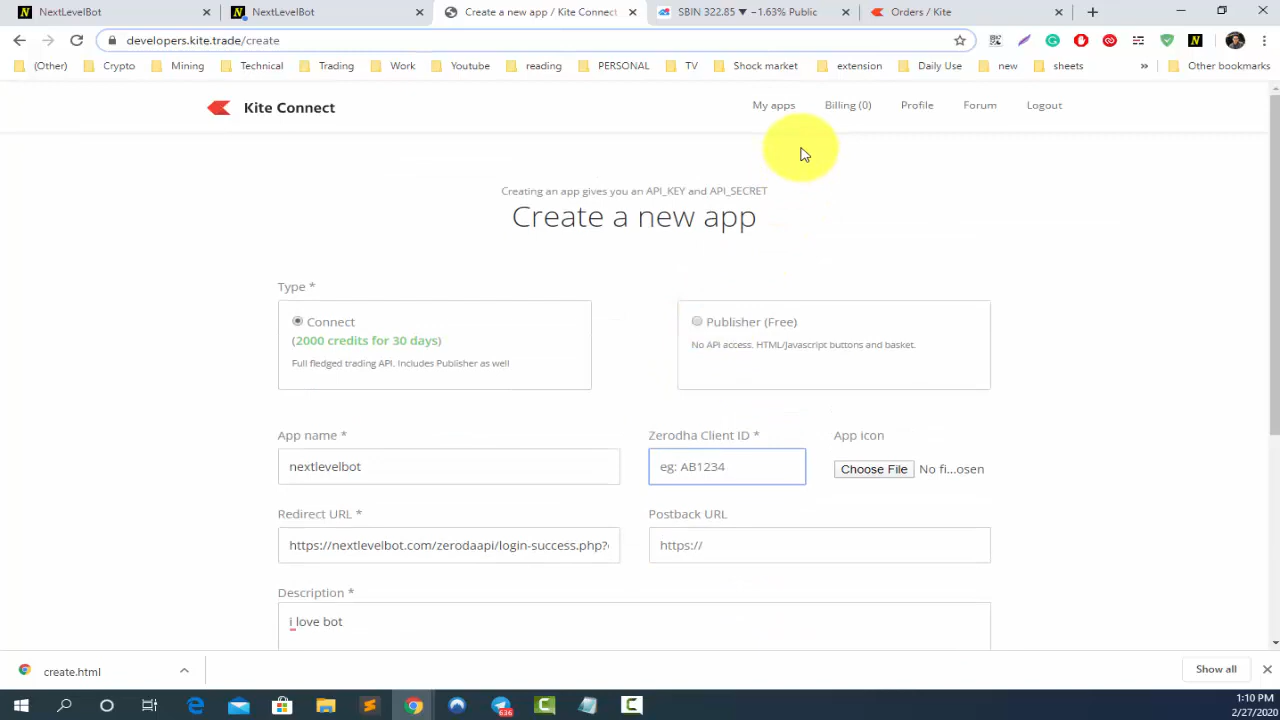 NextLevelBot
NextLevelBot
Create a new app / Kite Connect
SBIN 322.85 ▼ −1.63% Public
Orders / Kite
developers.kite.trade/create
(Other)
Crypto
Mining
Technical
Trading
Work
Youtube
reading
PERSONAL
TV
Shock market
extension
Daily Use
new
sheets
»
Other bookmarks
Kite Connect
My apps
Billing (0)
Profile
Forum
Logout
Creating an app gives you an API_KEY and API_SECRET
Create a new app
Type *
Connect
(2000 credits for 30 days)
Full fledged trading API. Includes Publisher as well
Publisher (Free)
No API access. HTML/Javascript buttons and basket.
App name *
Zerodha Client ID *
App icon
nextlevelbot
eg: AB1234
Choose File
No fi...osen
Redirect URL *
Postback URL
https://nextlevelbot.com/zerodaapi/login-success.php?
https://
Description *
i love bot
create.html
Show all
636
1:10 PM
2/27/2020